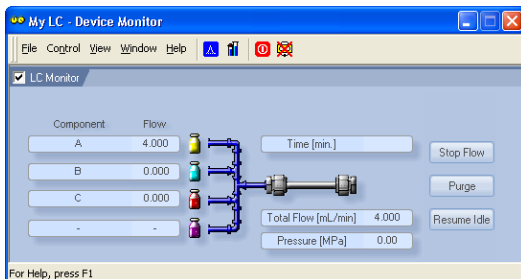 My LC - Device Monitor
File Control View Window Help
LC Monitor
Component Flow
A 4.000 Time [min.]
B 0.000 Stop Flow
C 0.000 Purge
- - Total Flow [mL/min] 4.000 Resume Idle
Pressure [MPa] 0.00
For Help, press F1